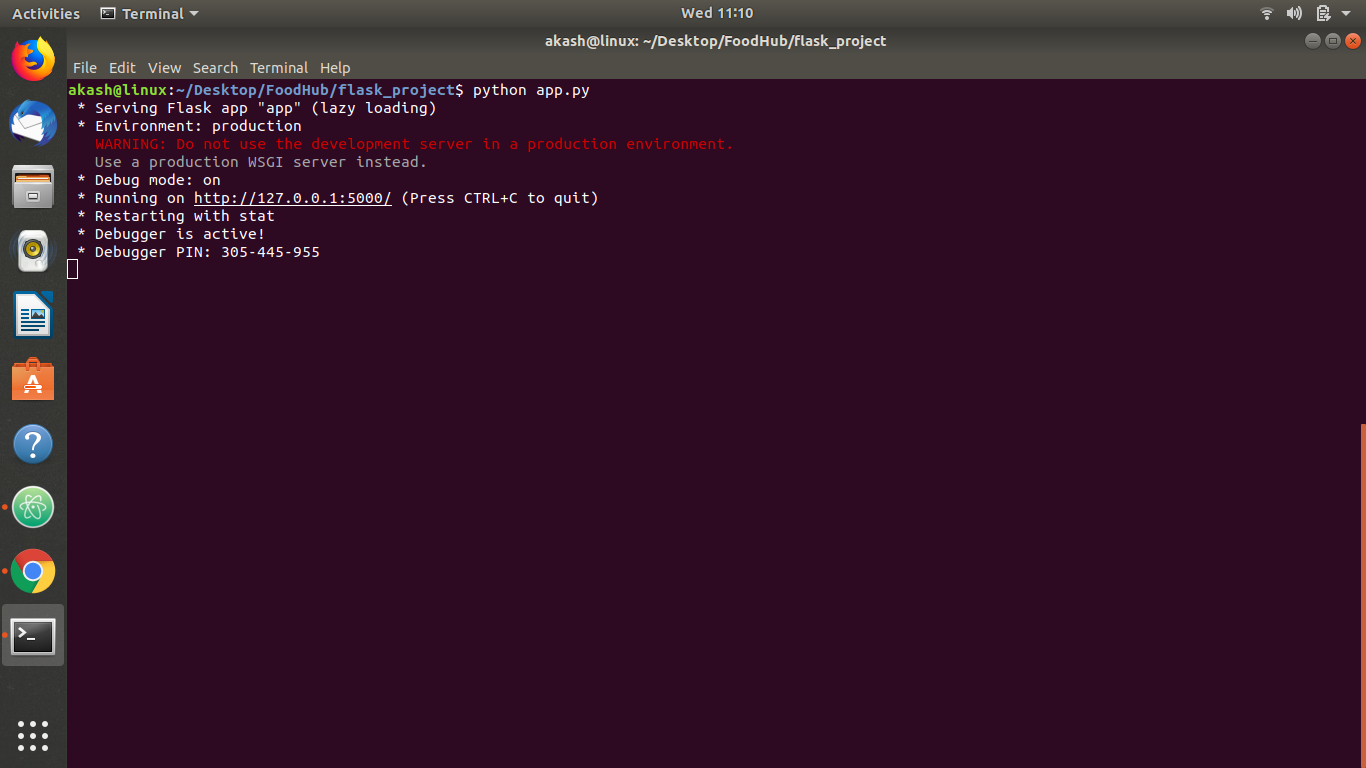 Activities Terminal Wed 11:10
akash@linux: ~/Desktop/FoodHub/flask_project
File Edit View Search Terminal Help
akash@linux:~/Desktop/FoodHub/flask_project$ python app.py
* Serving Flask app "app" (lazy loading)
* Environment: production
WARNING: Do not use the development server in a production environment.
Use a production WSGI server instead.
* Debug mode: on
* Running on http://127.0.0.1:5000/ (Press CTRL+C to quit)
* Restarting with stat
* Debugger is active!
* Debugger PIN: 305-445-955